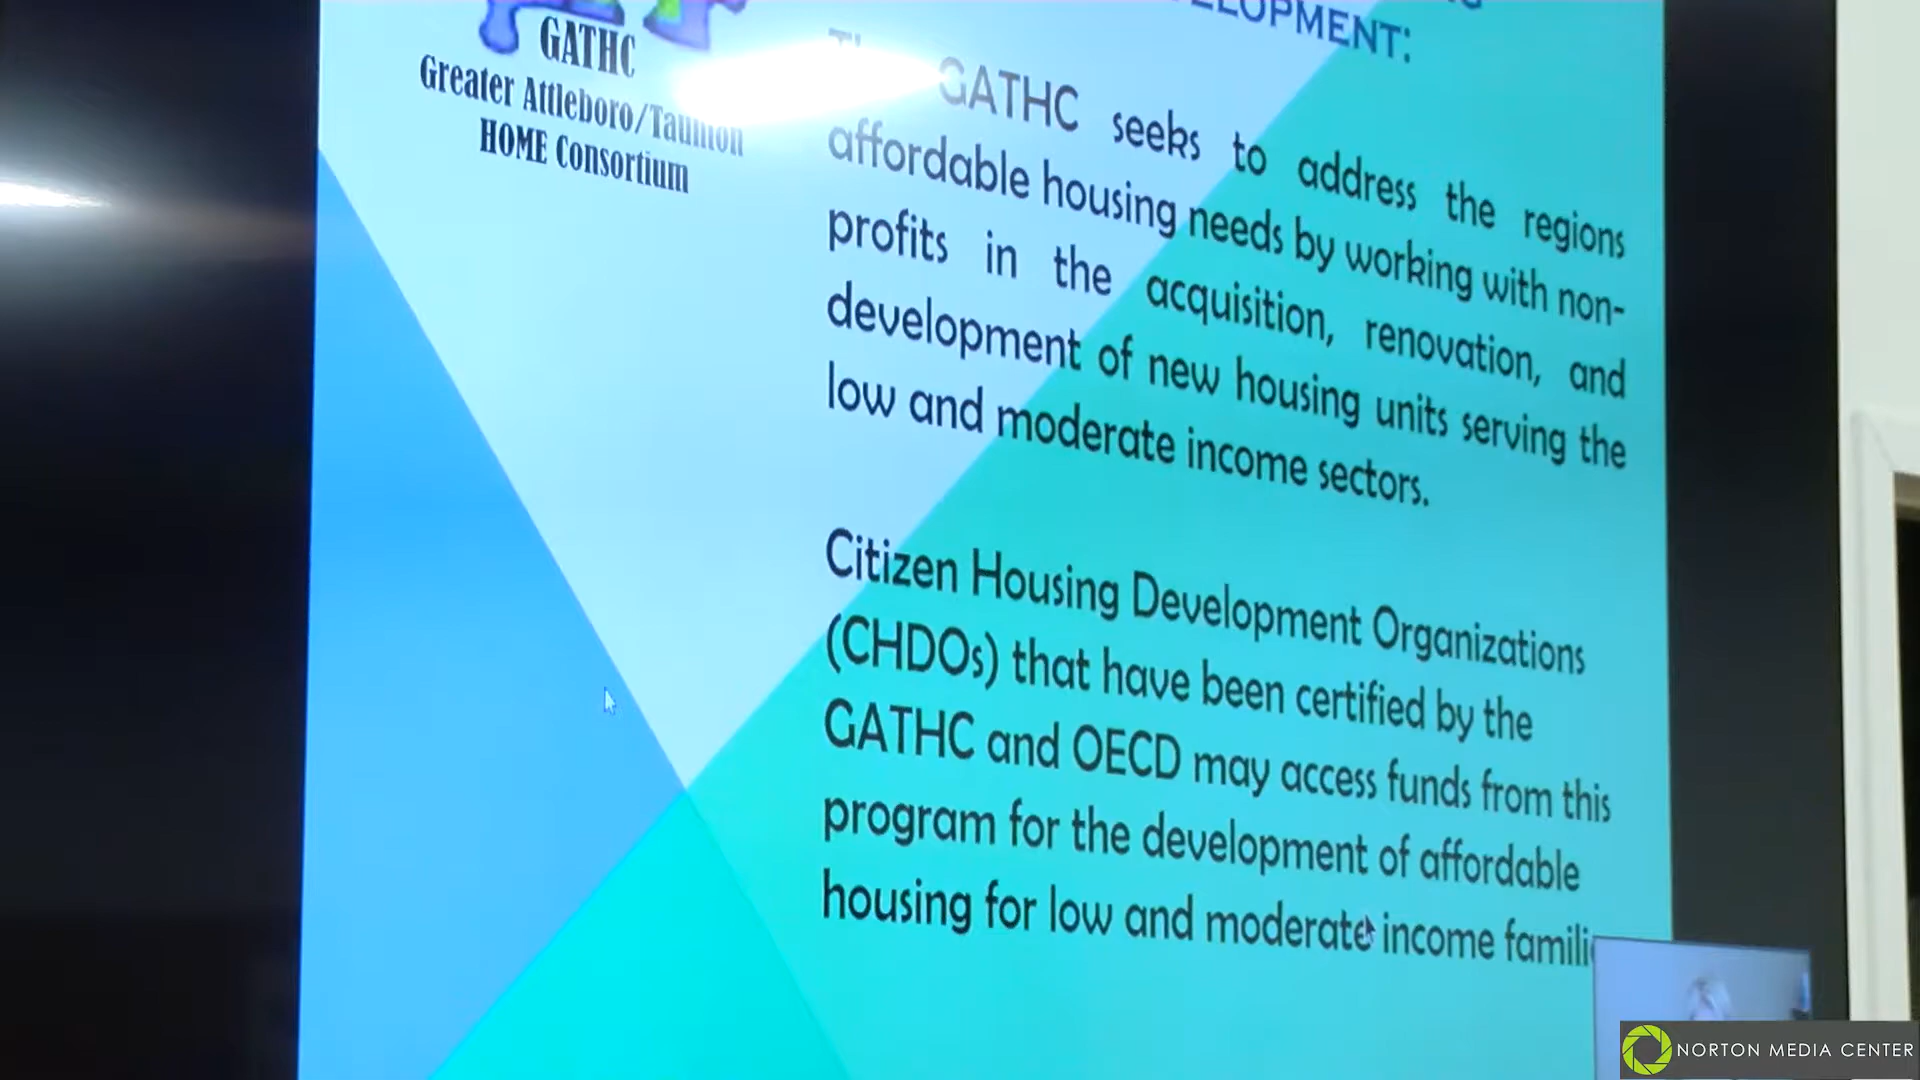 GATHC
Greater Attleboro/Taunton
HOME Consortium
GATHC seeks to address the regions
affordable housing needs by working with non-
profits in the acquisition, renovation, and
development of new housing units serving the
low and moderate income sectors.
Citizen Housing Development Organizations
(CHDOs) that have been certified by the
GATHC and OECD may access funds from this
program for the development of affordable
housing for low and moderate income
NORTON MEDIA CENTER